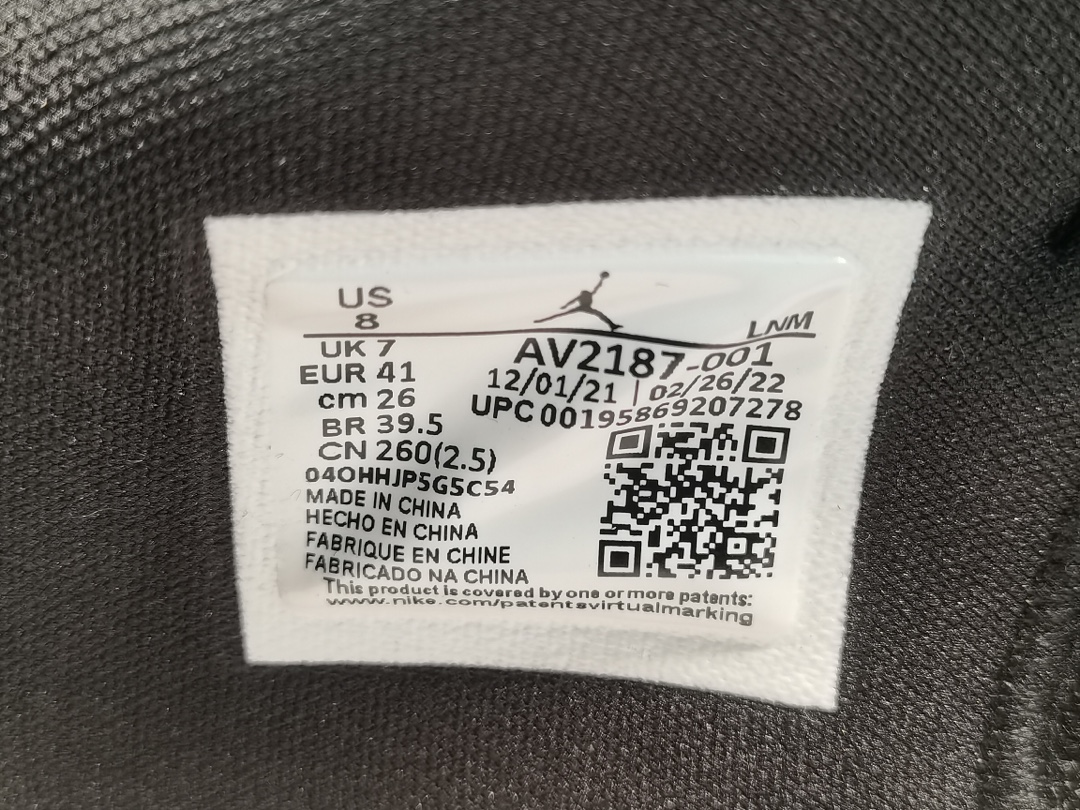 US
8
LNM
UK 7
EUR 41
cm 26
BR 39.5
CN 260(2.5)
AV2187-001
12/01/21 | 02/26/22
UPC 00195869207278
04OHHJP5G5C54
MADE IN CHINA
HECHO EN CHINA
FABRIQUE EN CHINE
FABRICADO NA CHINA
This product is covered by one or more patents:
www.nike.com/patentsvirtualmarking